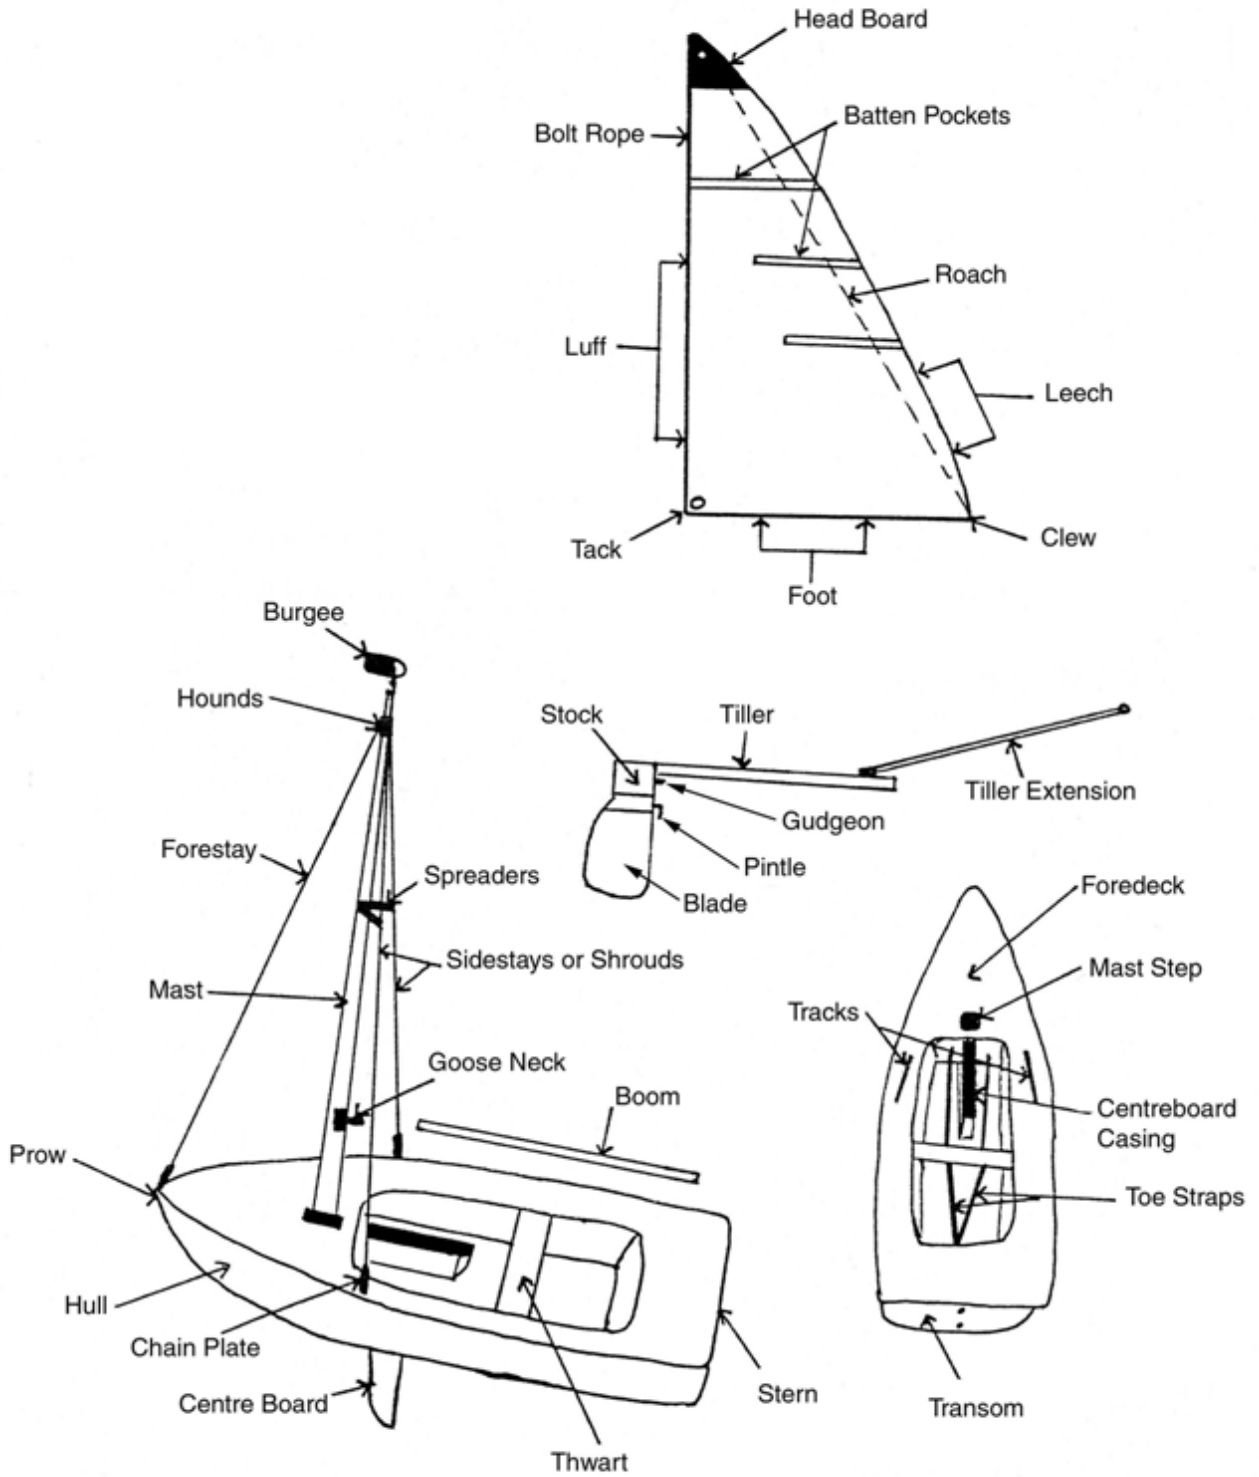 Head Board
Batten Pockets
Bolt Rope
Roach
Luff
Leech
Tack
Clew
Foot
Burgee
Hounds
Stock
Tiller
Tiller Extension
Gudgeon
Forestay
Pintle
Spreaders
Blade
Foredeck
Sidestays or Shrouds
Mast Step
Mast
Tracks
Goose Neck
Boom
Centreboard
Casing
Prow
Toe Straps
Hull
Chain Plate
Stern
Centre Board
Transom
Thwart